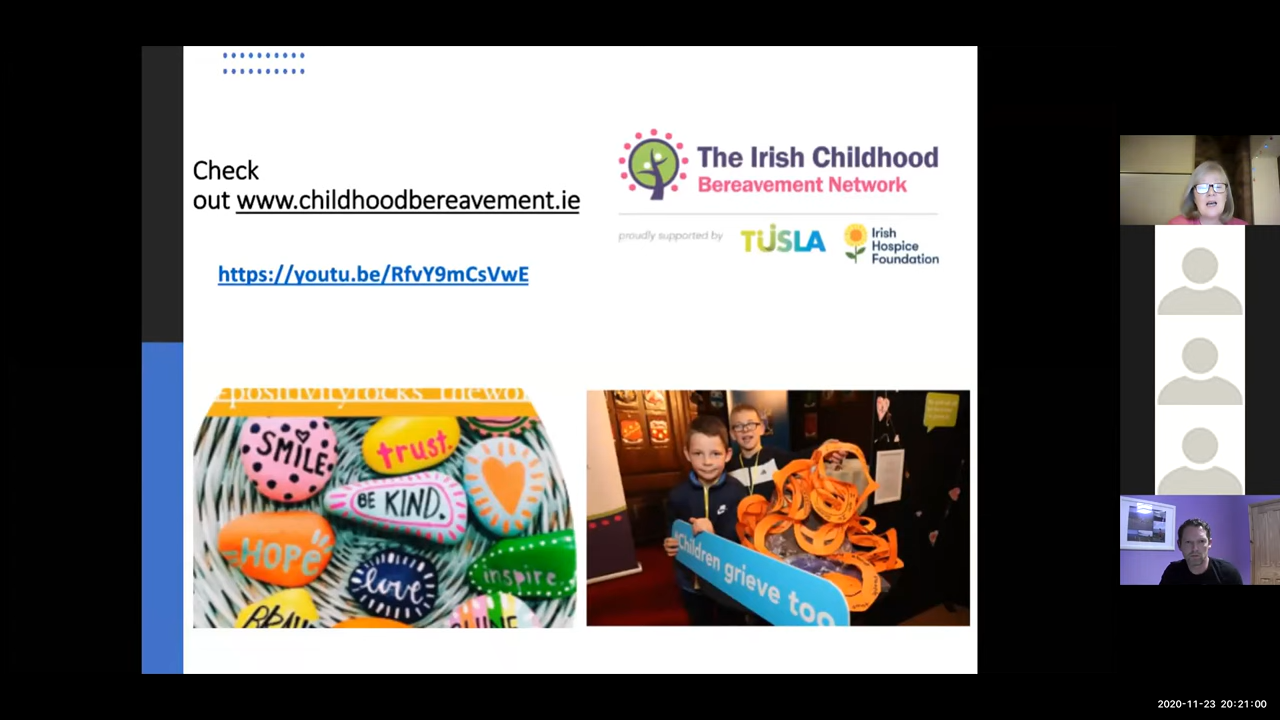 Check
out www.childhoodbereavement.ie
https://youtu.be/RfvY9mCsVwE
The Irish Childhood
Bereavement Network
proudly supported by
TUSLA
Irish
Hospice
Foundation
SMILE
trust.
BE KIND.
HOPE
love
inspire.
Children grieve too
2020-11-23 20:21:00